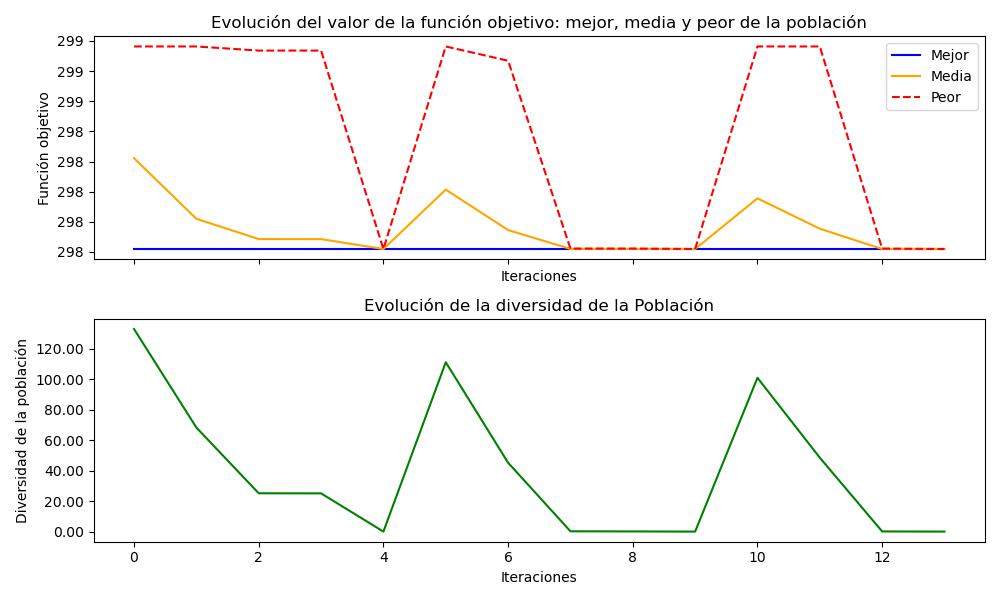 Evolución del valor de la función objetivo: mejor, media y peor de la población
299
299
299
298
298
298
298
298
Función objetivo
Mejor
Media
Peor
Iteraciones
Evolución de la diversidad de la Población
120.00
100.00
80.00
60.00
40.00
20.00
0.00
Diversidad de la población
0 2 4 6 8 10 12
Iteraciones